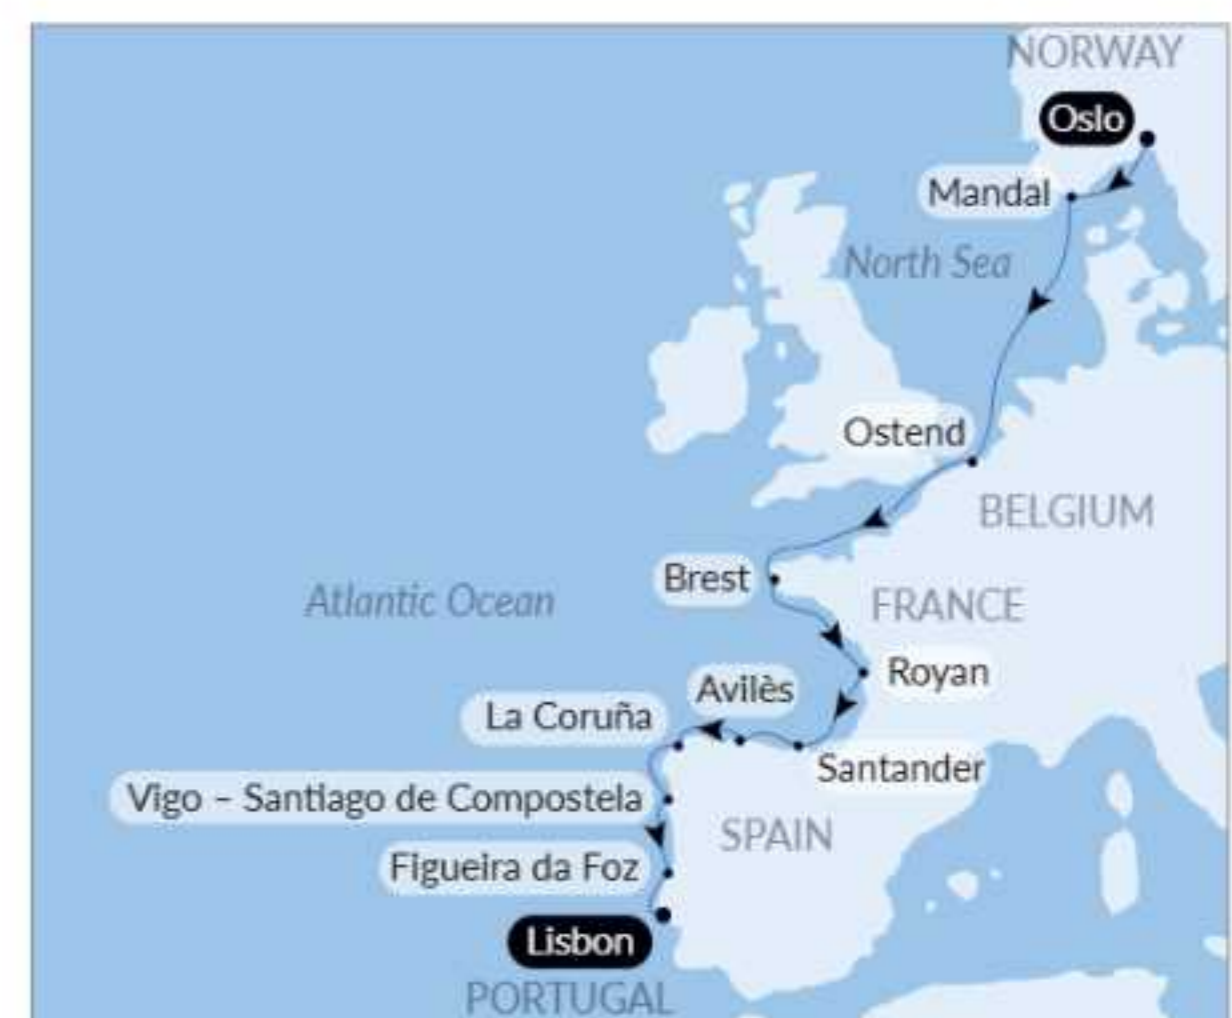 NORWAY
Oslo
Mandal
North Sea
Ostend
BELGIUM
Brest
FRANCE
Atlantic Ocean
Royan
Avilès
La Coruña
Santander
Vigo – Santiago de Compostela
SPAIN
Figueira da Foz
Lisbon
PORTUGAL